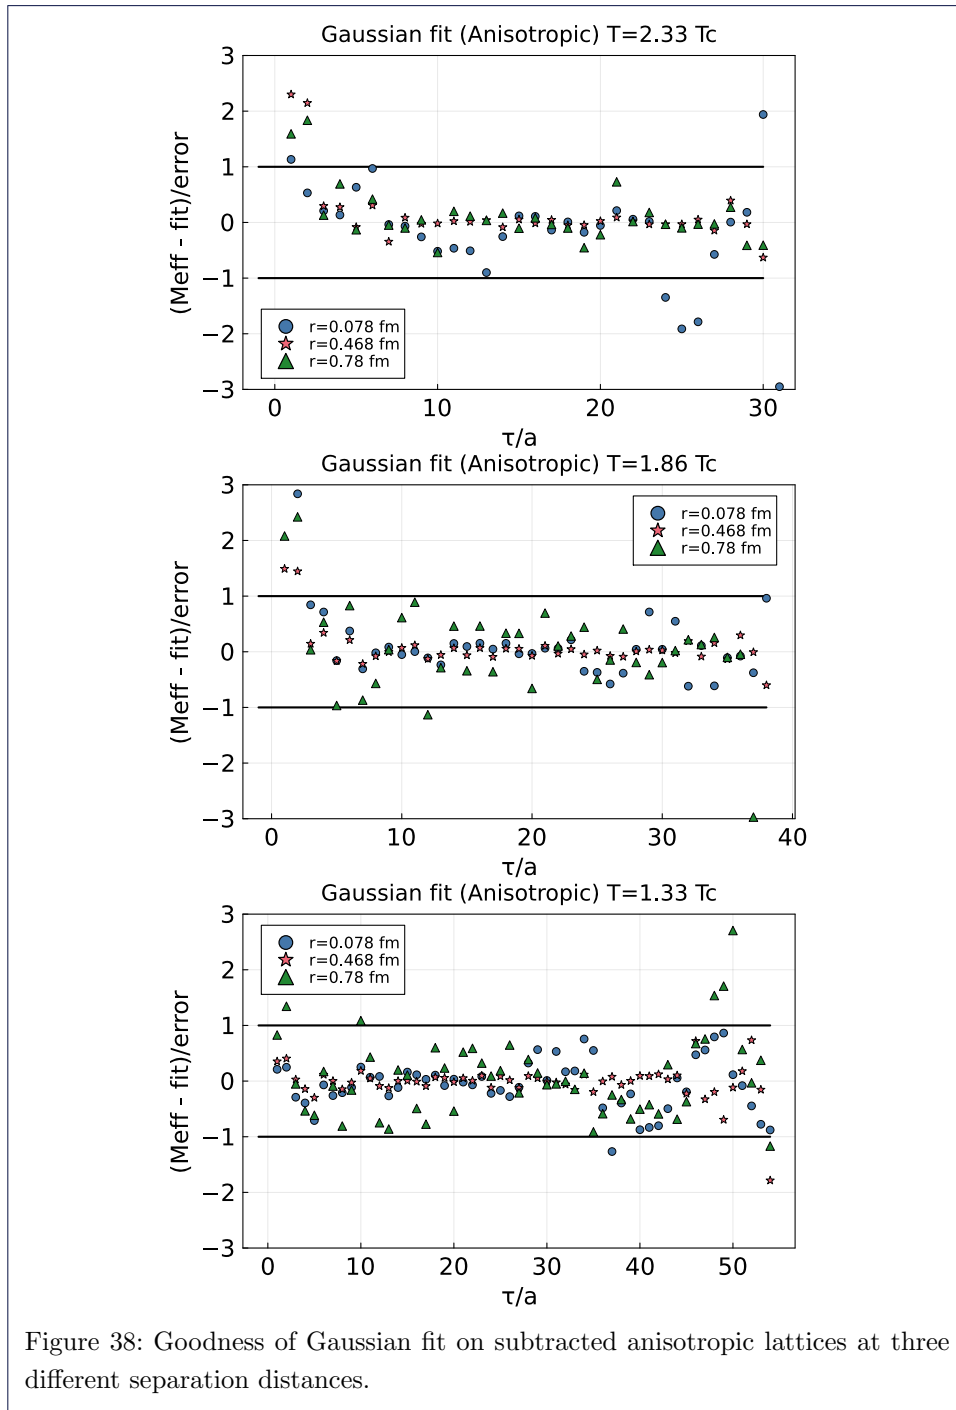 Gaussian fit (Anisotropic) T=2.33 Tc
3
2
1
0
−1
−2
−3
(Meff - fit)/error
r=0.078 fm
r=0.468 fm
r=0.78 fm
0 10 20 30
τ/a
Gaussian fit (Anisotropic) T=1.86 Tc
3
2
1
0
−1
−2
−3
(Meff - fit)/error
r=0.078 fm
r=0.468 fm
r=0.78 fm
0 10 20 30 40
τ/a
Gaussian fit (Anisotropic) T=1.33 Tc
3
2
1
0
−1
−2
−3
(Meff - fit)/error
r=0.078 fm
r=0.468 fm
r=0.78 fm
0 10 20 30 40 50
τ/a
Figure 38: Goodness of Gaussian fit on subtracted anisotropic lattices at three
different separation distances.